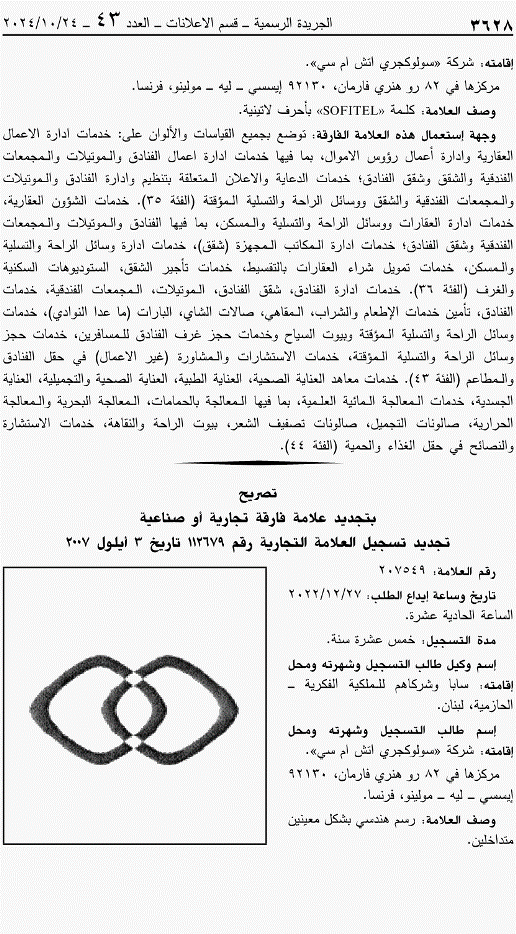 ٣٦٢٨ الجريدة الرسمية ـ قسم الاعلانات ـ العدد ٤٣ ـ ٢٠٢٤/١٠/٢٤
إقامته: شركة «سولوكجري اتش ام سي».
مركزها في ٨٢ رو هنري فارمان، ٩٢١٣٠ إيسسي ـ ليه ـ مولينو، فرنسا.
وصف العلامة: كلمة «SOFITEL» بأحرف لاتينية.
وجهة إستعمال هذه العلامة الفارقة: توضع بجميع القياسات والألوان على: خدمات ادارة الاعمال
العقارية وادارة أعمال رؤوس الاموال، بما فيها خدمات ادارة اعمال الفنادق والموتيلات والمجمعات
الفندقية والشقق وشقق الفنادق؛ خدمات الدعاية والاعلان المتعلقة بتنظيم وادارة الفنادق والموتيلات
والمجمعات الفندقية والشقق ووسائل الراحة والتسلية المؤقتة (الفئة ٣٥). خدمات الشؤون العقارية،
خدمات ادارة العقارات ووسائل الراحة والتسلية والمسكن، بما فيها الفنادق والموتيلات والمجمعات
الفندقية وشقق الفنادق؛ خدمات ادارة المكاتب المجهزة (شقق)، خدمات ادارة وسائل الراحة والتسلية
والمسكن، خدمات تمويل شراء العقارات بالتقسيط، خدمات تأجير الشقق، الستوديوهات السكنية
والغرف (الفئة ٣٦). خدمات ادارة الفنادق، شقق الفنادق، الموتيلات، المجمعات الفندقية، خدمات
الفنادق، تأمين خدمات الإطعام والشراب، المقاهي، صالات الشاي، البارات (ما عدا النوادي)، خدمات
وسائل الراحة والتسلية المؤقتة وبيوت السياح وخدمات حجز غرف الفنادق للمسافرين، خدمات حجز
وسائل الراحة والتسلية المؤقتة، خدمات الاستشارات والمشاورة (غير الاعمال) في حقل الفنادق
والمطاعم (الفئة ٤٣). خدمات معاهد العناية الصحية، العناية الطبية، العناية الصحية والتجميلية، العناية
الجسدية، خدمات المعالجة المائية العلمية، بما فيها المعالجة بالحمامات، المعالجة البحرية والمعالجة
الحرارية، صالونات التجميل، صالونات تصفيف الشعر، بيوت الراحة والنقاهة، خدمات الاستشارة
والنصائح في حقل الغذاء والحمية (الفئة ٤٤).
تصريح
بتجديد علامة فارقة تجارية أو صناعية
تجديد تسجيل العلامة التجارية رقم ١١٢٦٧٩ تاريخ ٣ أيلول ٢٠٠٧
رقم العلامة: ٢٠٧٥٤٩
تاريخ وساعة إيداع الطلب: ٢٠٢٢/١٢/٢٧
الساعة الحادية عشرة.
مدة التسجيل: خمس عشرة سنة.
إسم وكيل طالب التسجيل وشهرته ومحل
إقامته: سابا وشركاهم للملكية الفكرية ـ
الحازمية، لبنان.
إسم طالب التسجيل وشهرته ومحل
إقامته: شركة «سولوكجري اتش ام سي».
مركزها في ٨٢ رو هنري فارمان، ٩٢١٣٠
إيسسي ـ ليه ـ مولينو، فرنسا.
وصف العلامة: رسم هندسي بشكل معينين
متداخلين.